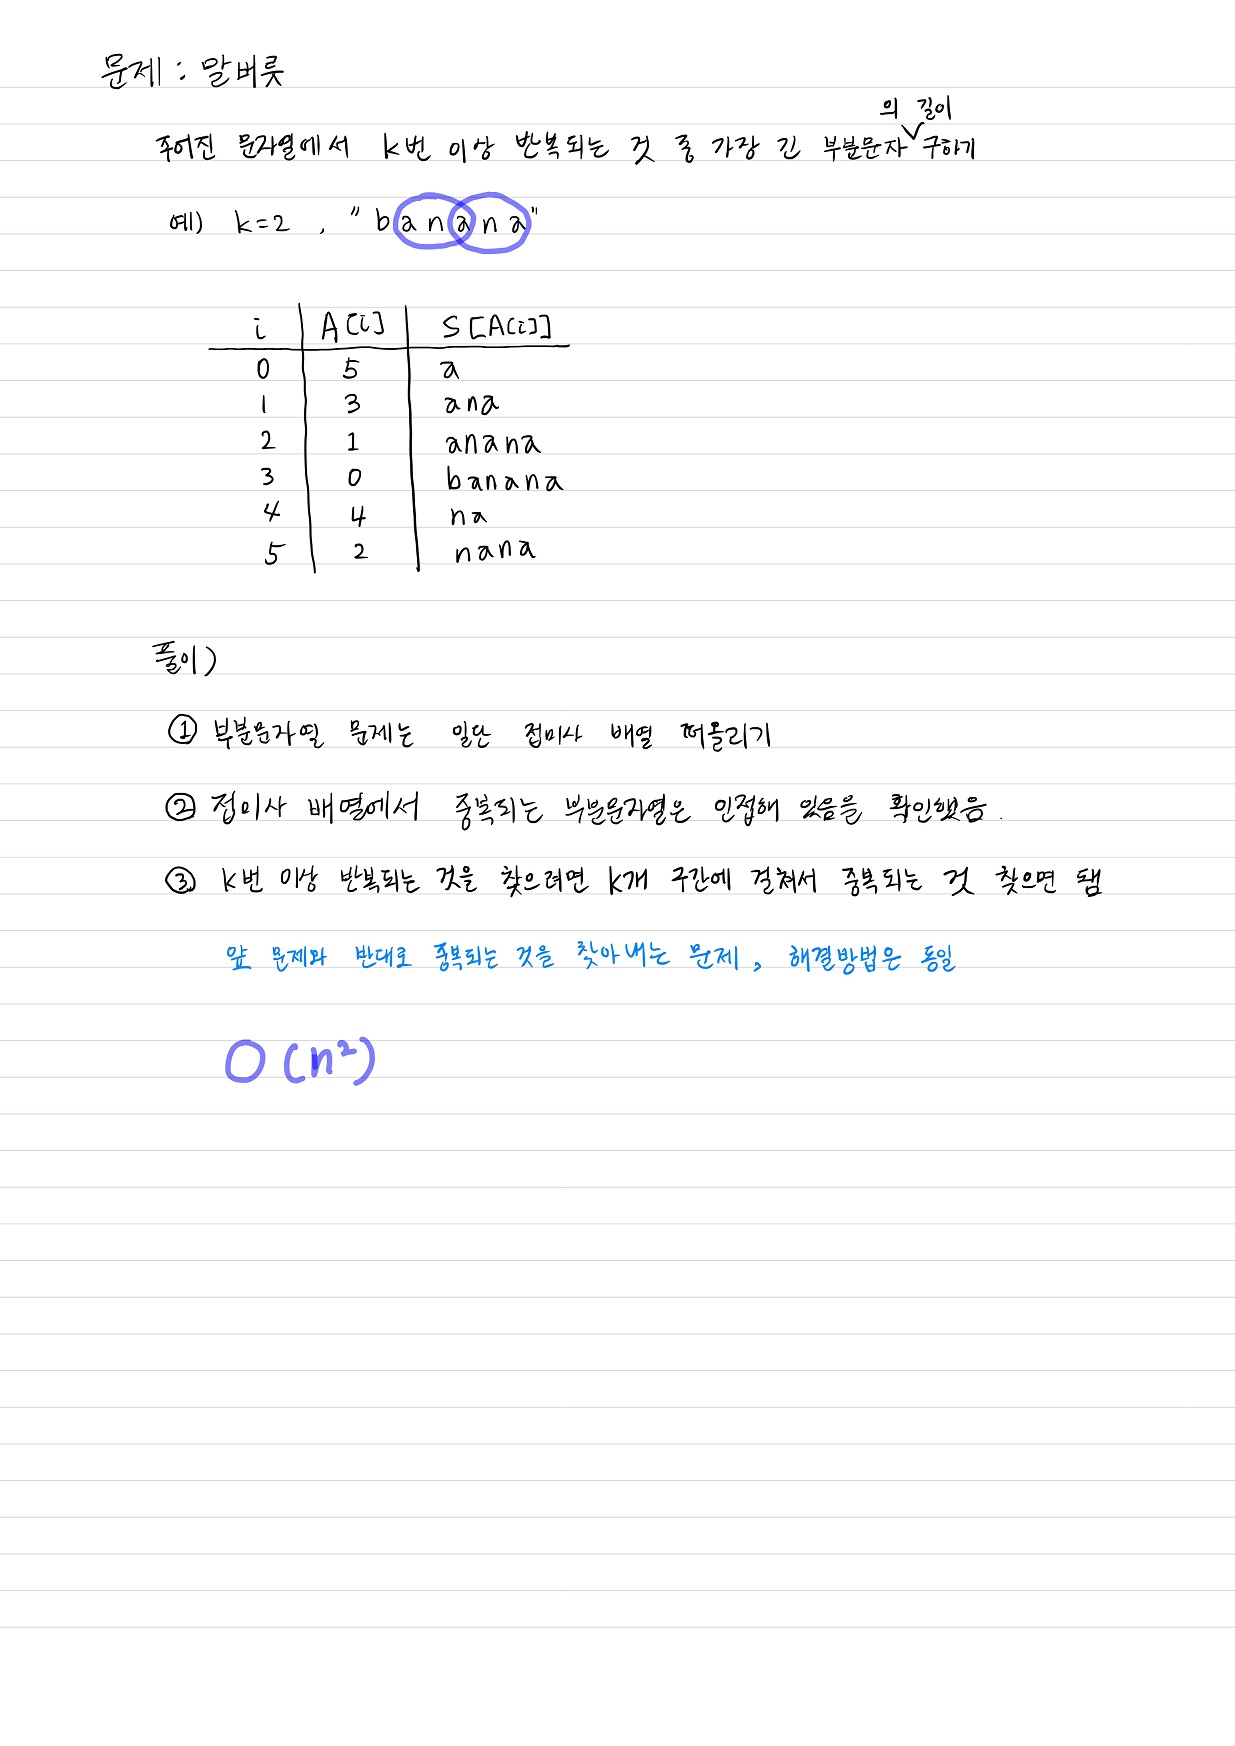 문제 : 말버릇
의 길이
주어진 문자열에서 k번 이상 반복되는 것 중 가장 긴 부분문자 구하기
예) k=2 , "banana"
i A[i] S[A[i]]
0 5 a
1 3 ana
2 1 anana
3 0 banana
4 4 na
5 2 nana
풀이)
① 부분문자열 문제는 일단 접미사 배열 떠올리기
② 접미사 배열에서 중복되는 부분문자열은 인접해 있음을 확인했음.
③ k번 이상 반복되는 것을 찾으려면 k개 구간에 걸쳐서 중복되는 것 찾으면 됌
앞 문제와 반대로 중복되는 것을 찾아내는 문제, 해결방법은 동일
O(n²)